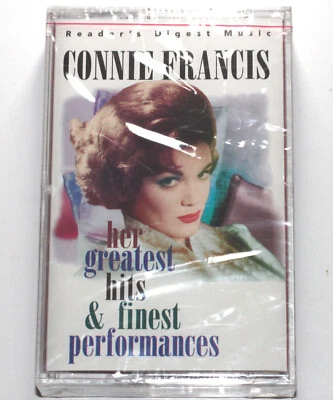 Reader's Digest Music
CONNIE FRANCIS
her
greatest
hits
& finest
performances